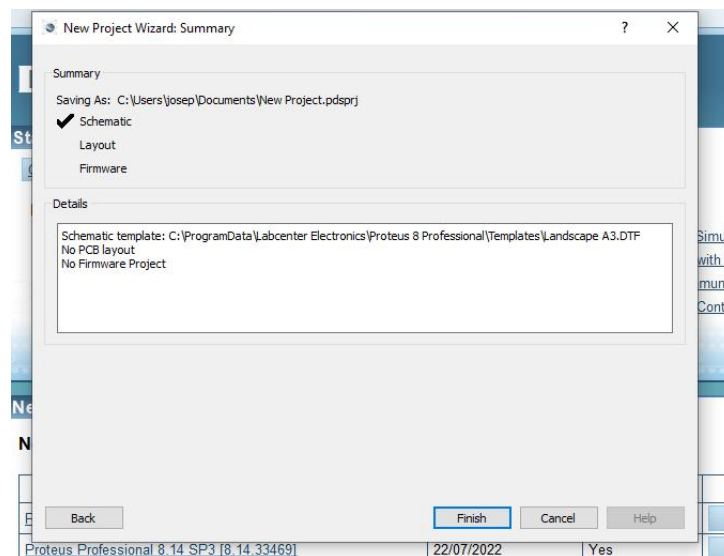 New Project Wizard: Summary
Summary
Saving As: C:\Users\josep\Documents\New Project.pdsprj
Schematic
Layout
Firmware
Details
Schematic template: C:\ProgramData\Labcenter Electronics\Proteus 8 Professional\Templates\Landscape A3.DTF
No PCB layout
No Firmware Project
with
Back
Finish
Cancel
Help
Proteus Professional 8.14 SP3 [8.14.33469]
22/07/2022
Yes